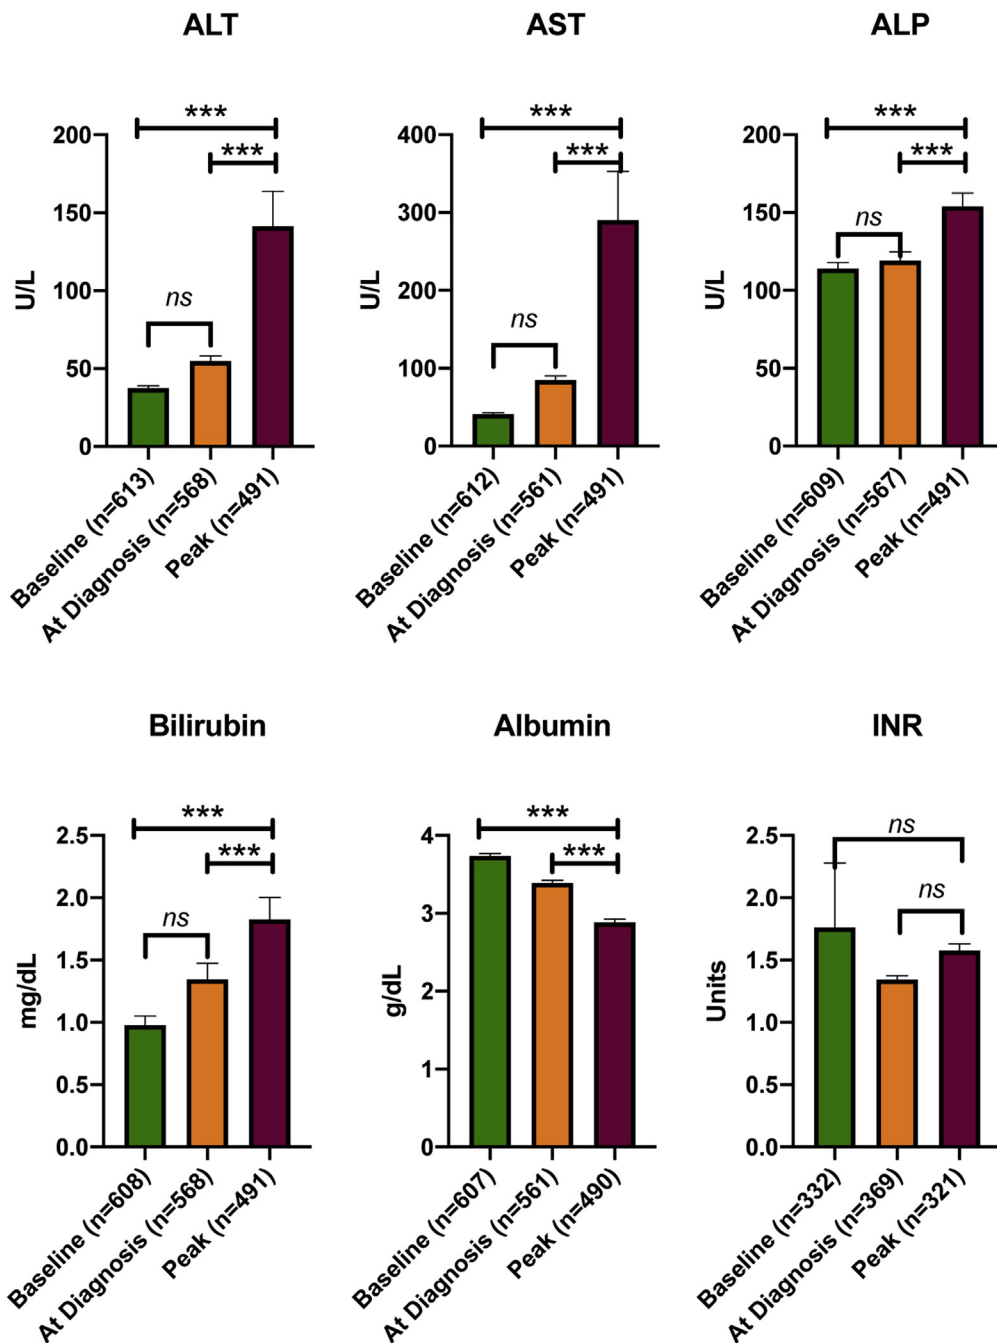 ALT
***
***
200
150
100
50
0
U/L
ns
Baseline (n=613)
At Diagnosis (n=568)
Peak (n=491)
AST
***
***
400
300
200
100
0
U/L
ns
Baseline (n=612)
At Diagnosis (n=561)
Peak (n=491)
ALP
***
***
200
150
100
50
0
U/L
ns
Baseline (n=609)
At Diagnosis (n=567)
Peak (n=491)
Bilirubin
***
***
2.5
2.0
1.5
1.0
0.5
0.0
mg/dL
ns
Baseline (n=608)
At Diagnosis (n=568)
Peak (n=491)
Albumin
***
***
4
3
2
1
0
g/dL
Baseline (n=607)
At Diagnosis (n=561)
Peak (n=490)
INR
ns
ns
2.5
2.0
1.5
1.0
0.5
0.0
Units
Baseline (n=332)
At Diagnosis (n=369)
Peak (n=321)